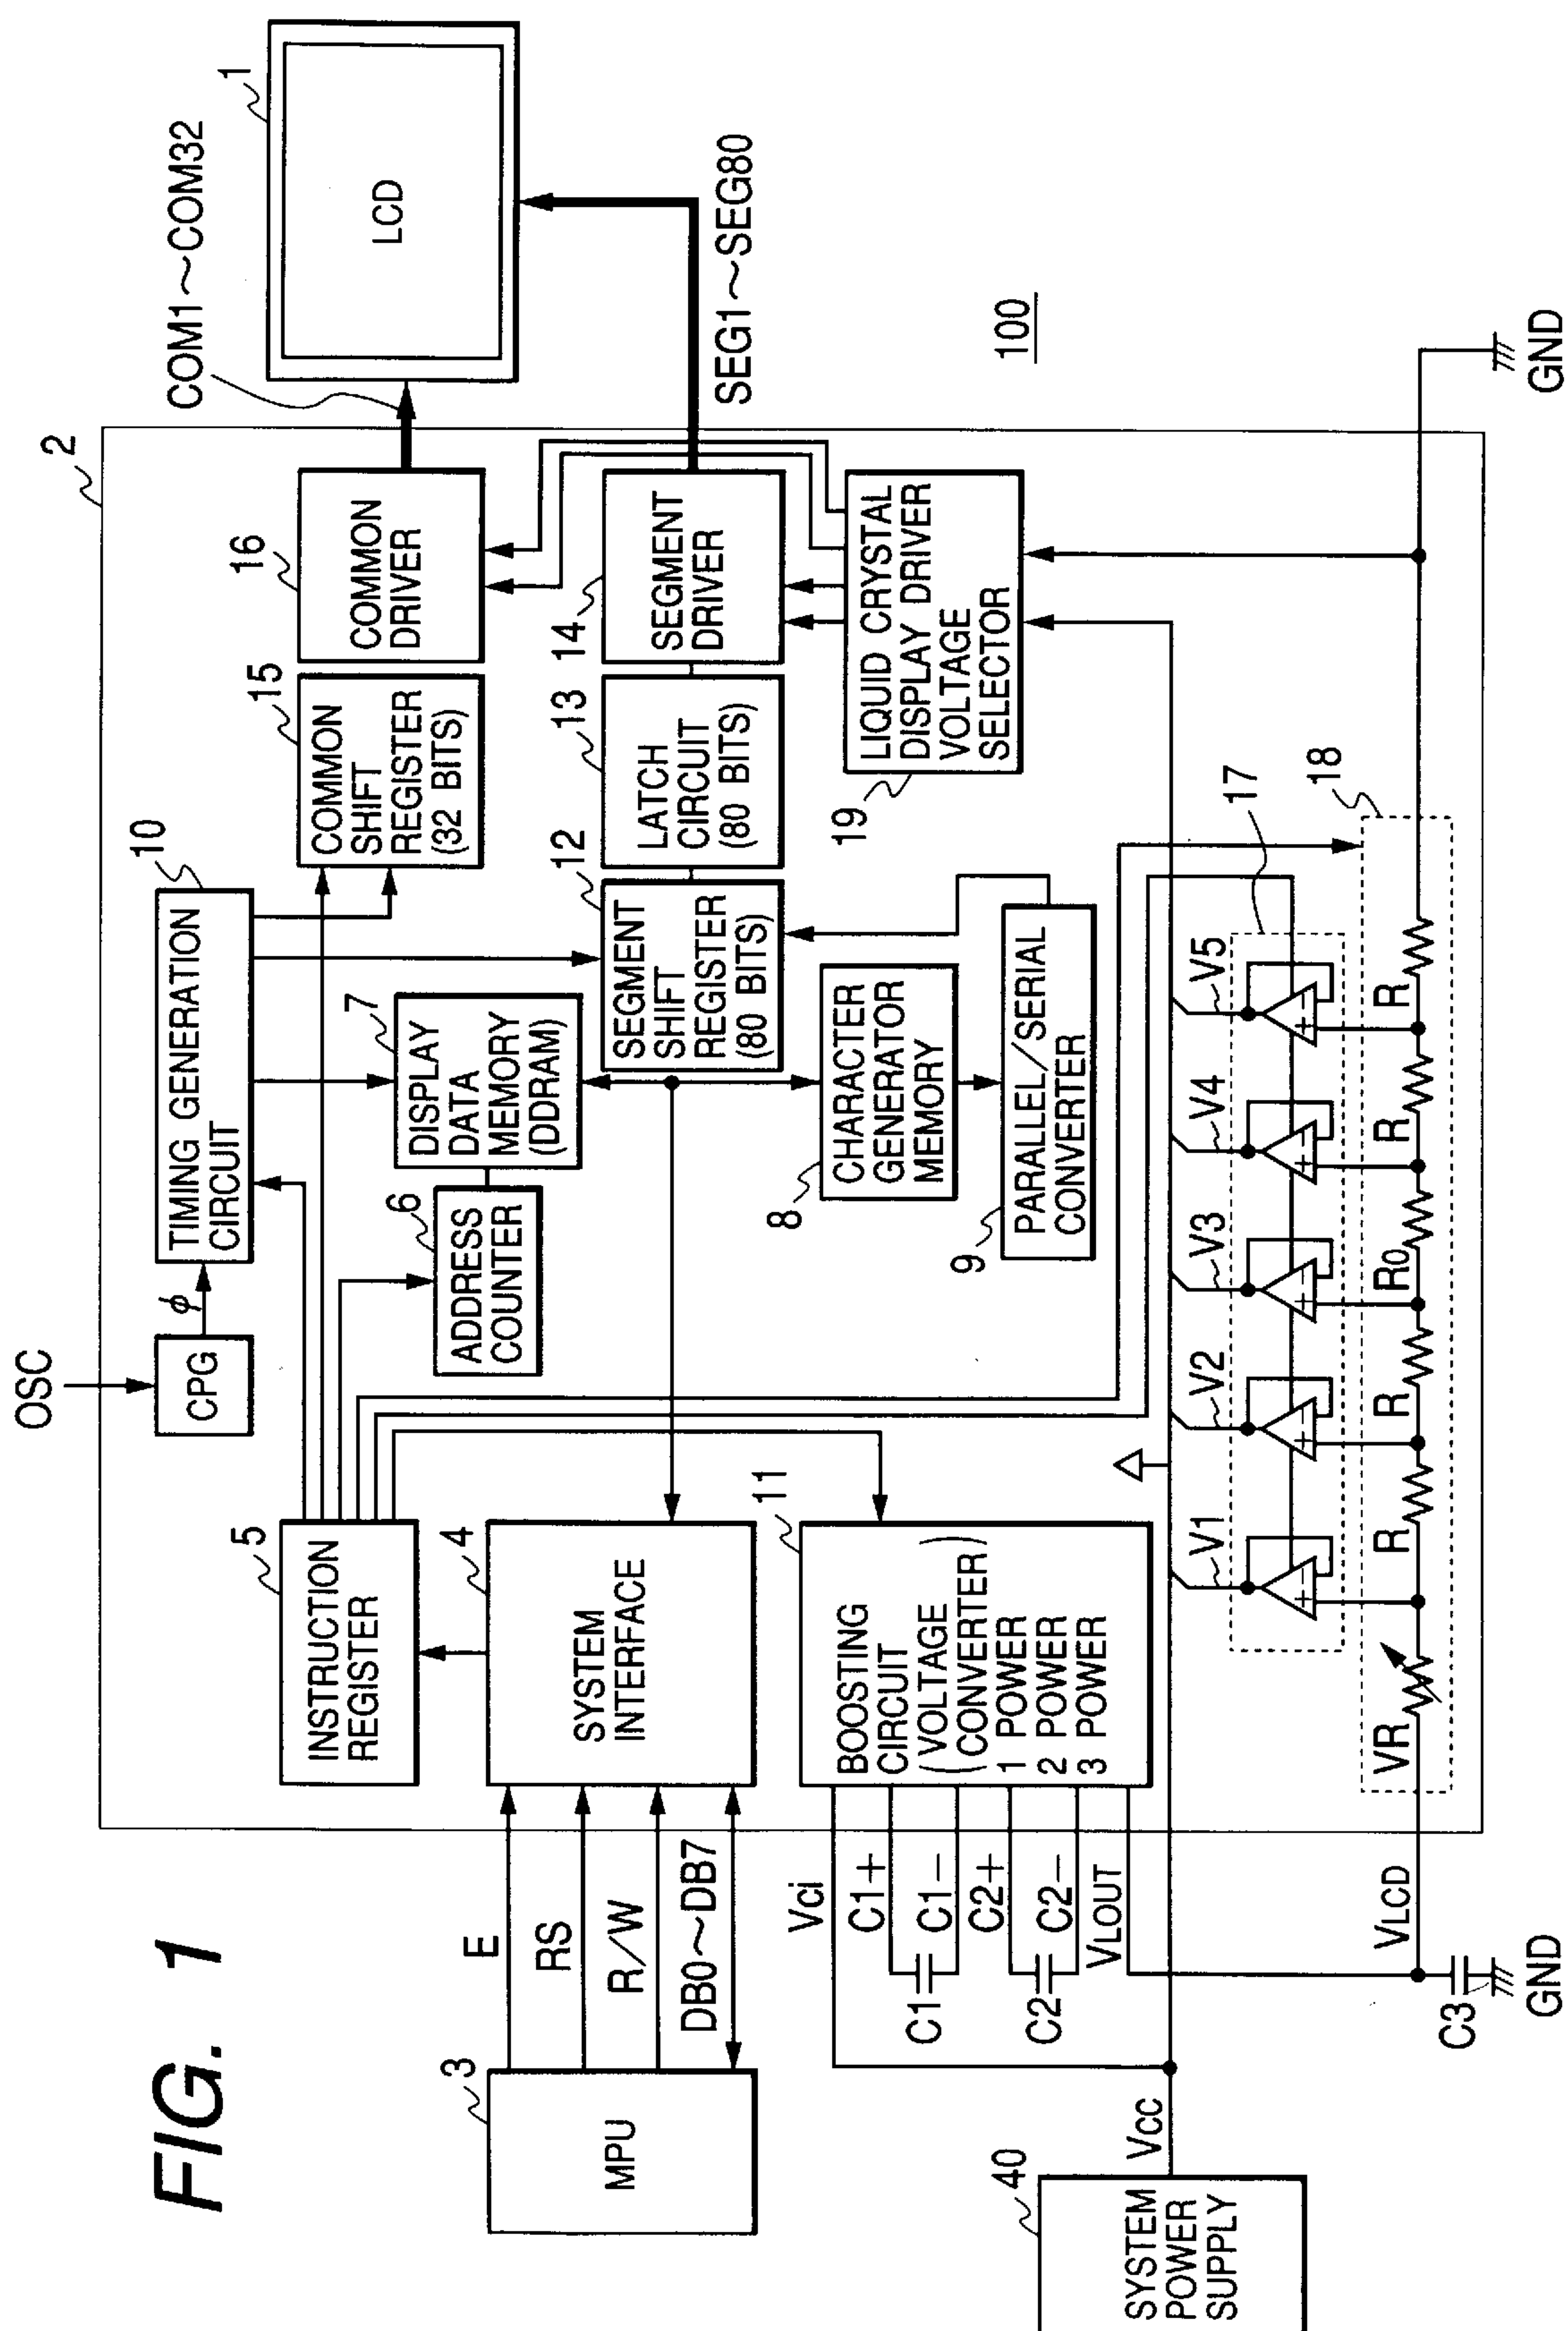 FIG. 1
OSC
CPG
φ
10
TIMING GENERATION
CIRCUIT
15
COMMON
SHIFT
REGISTER
(32 BITS)
16
COMMON
DRIVER
2
COM1~COM32
1
LCD
5
INSTRUCTION
REGISTER
6
ADDRESS
COUNTER
7
DISPLAY
DATA
MEMORY
(DDRAM)
12
SEGMENT
SHIFT
REGISTER
(80 BITS)
13
LATCH
CIRCUIT
(80 BITS)
14
SEGMENT
DRIVER
SEG1~SEG80
3
MPU
E
RS
R/W
DB0~DB7
4
SYSTEM
INTERFACE
8
CHARACTER
GENERATOR
MEMORY
9
PARALLEL/SERIAL
CONVERTER
19
LIQUID CRYSTAL
DISPLAY DRIVER
VOLTAGE
SELECTOR
100
11
BOOSTING
CIRCUIT
(VOLTAGE
CONVERTER)
1 POWER
2 POWER
3 POWER
Vci
C1+
C1
C1−
C2+
C2
C2−
VLOUT
40
SYSTEM
POWER
SUPPLY
Vcc
V1
V2
V3
V4
V5
17
18
+ −
+ −
+ −
+ −
+ −
VLCD
VR
R
R
R0
R
R
C3
GND
GND